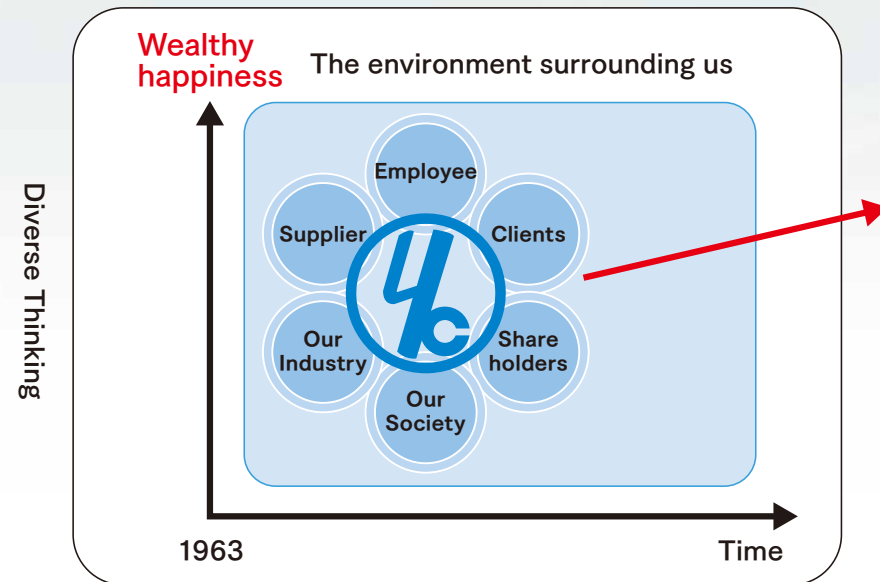 Wealthy
happiness
The environment surrounding us
Diverse Thinking
Employee
Supplier
Clients
Yc
Our
Industry
Share
holders
Our
Society
1963
Time